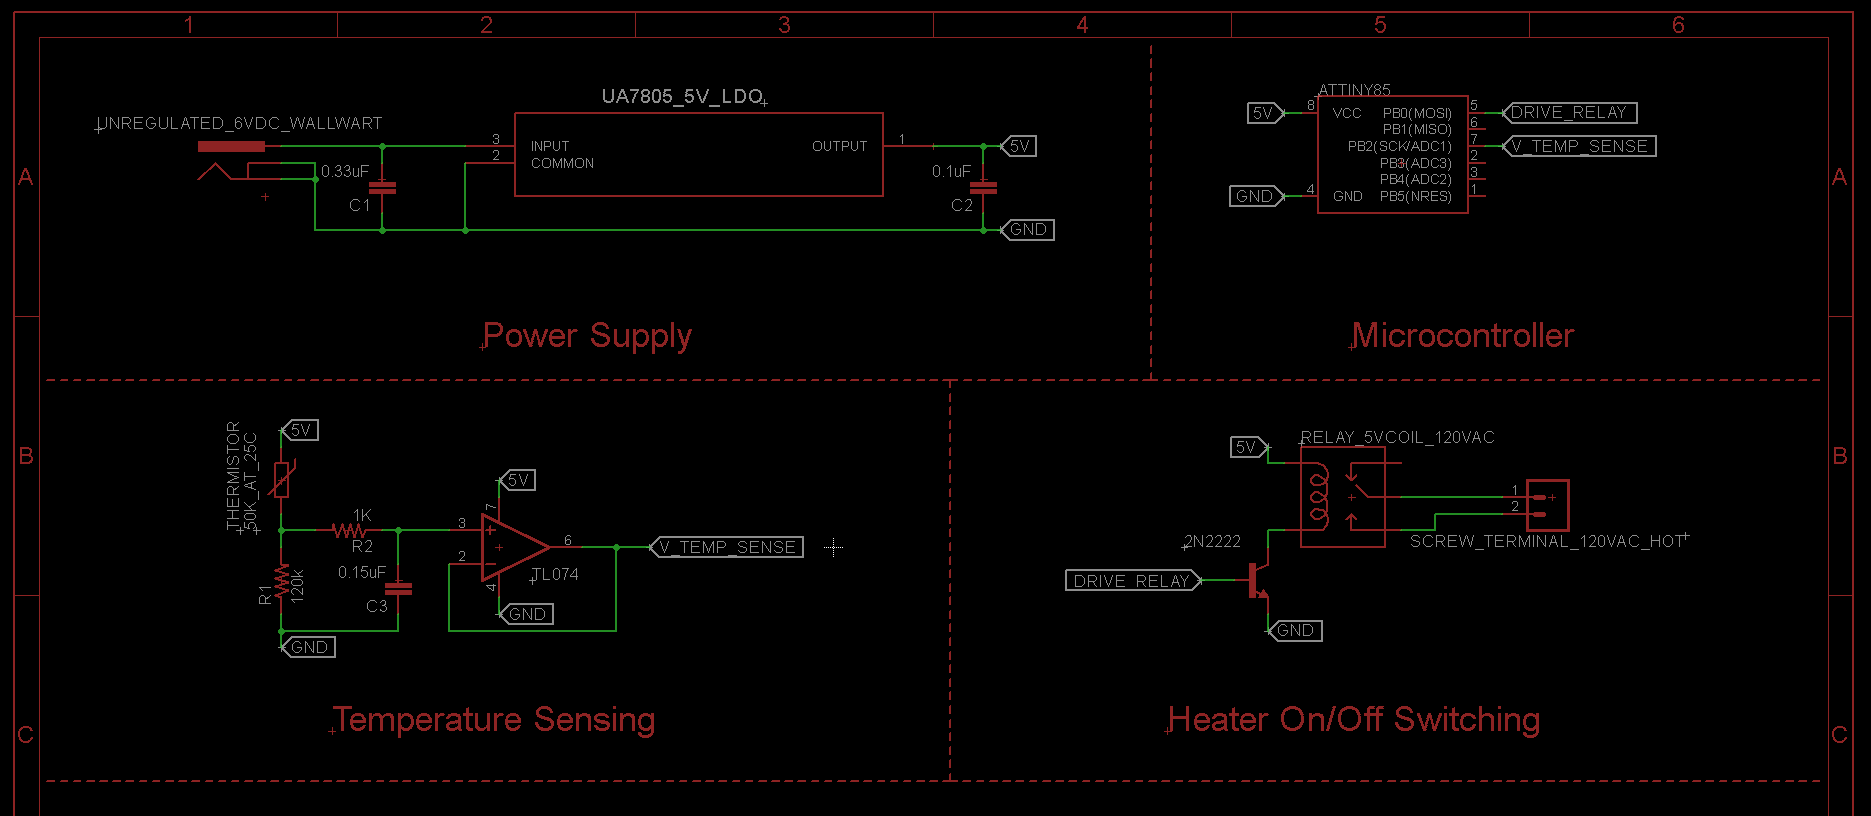 1 2 3 4 5 6
A
UNREGULATED_6VDC_WALLWART
0.33uF
C1
UA7805_5V_LDO
3
2
INPUT
COMMON
OUTPUT
1
5V
0.1uF
C2
GND
Power Supply
ATTINY85
5V
8
VCC
PB0(MOSI)
5
DRIVE_RELAY
PB1(MISO)
6
PB2(SCK/ADC1)
7
V_TEMP_SENSE
PB3(ADC3)
2
PB4(ADC2)
3
GND
4
GND
PB5(NRES)
1
Microcontroller
A
B
THERMISTOR
50K_AT_25C
5V
1K
R2
0.15uF
C3
R1
120k
GND
5V
7
3
2
6
4
TL074
GND
V_TEMP_SENSE
Temperature Sensing
5V
RELAY_5VCOIL_120VAC
1
2
SCREW_TERMINAL_120VAC_HOT
2N2222
DRIVE_RELAY
GND
Heater On/Off Switching
B
C
C